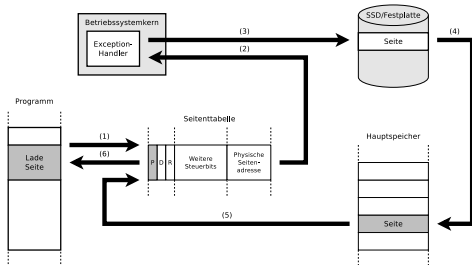 Betriebssystemkern
Exception-
Handler
(3)
(2)
SSD/Festplatte
Seite
(4)
Programm
Lade
Seite
(1)
(6)
Seitenttabelle
P D R Weitere Steuerbits Physische Seiten-adresse
(5)
Hauptspeicher
Seite